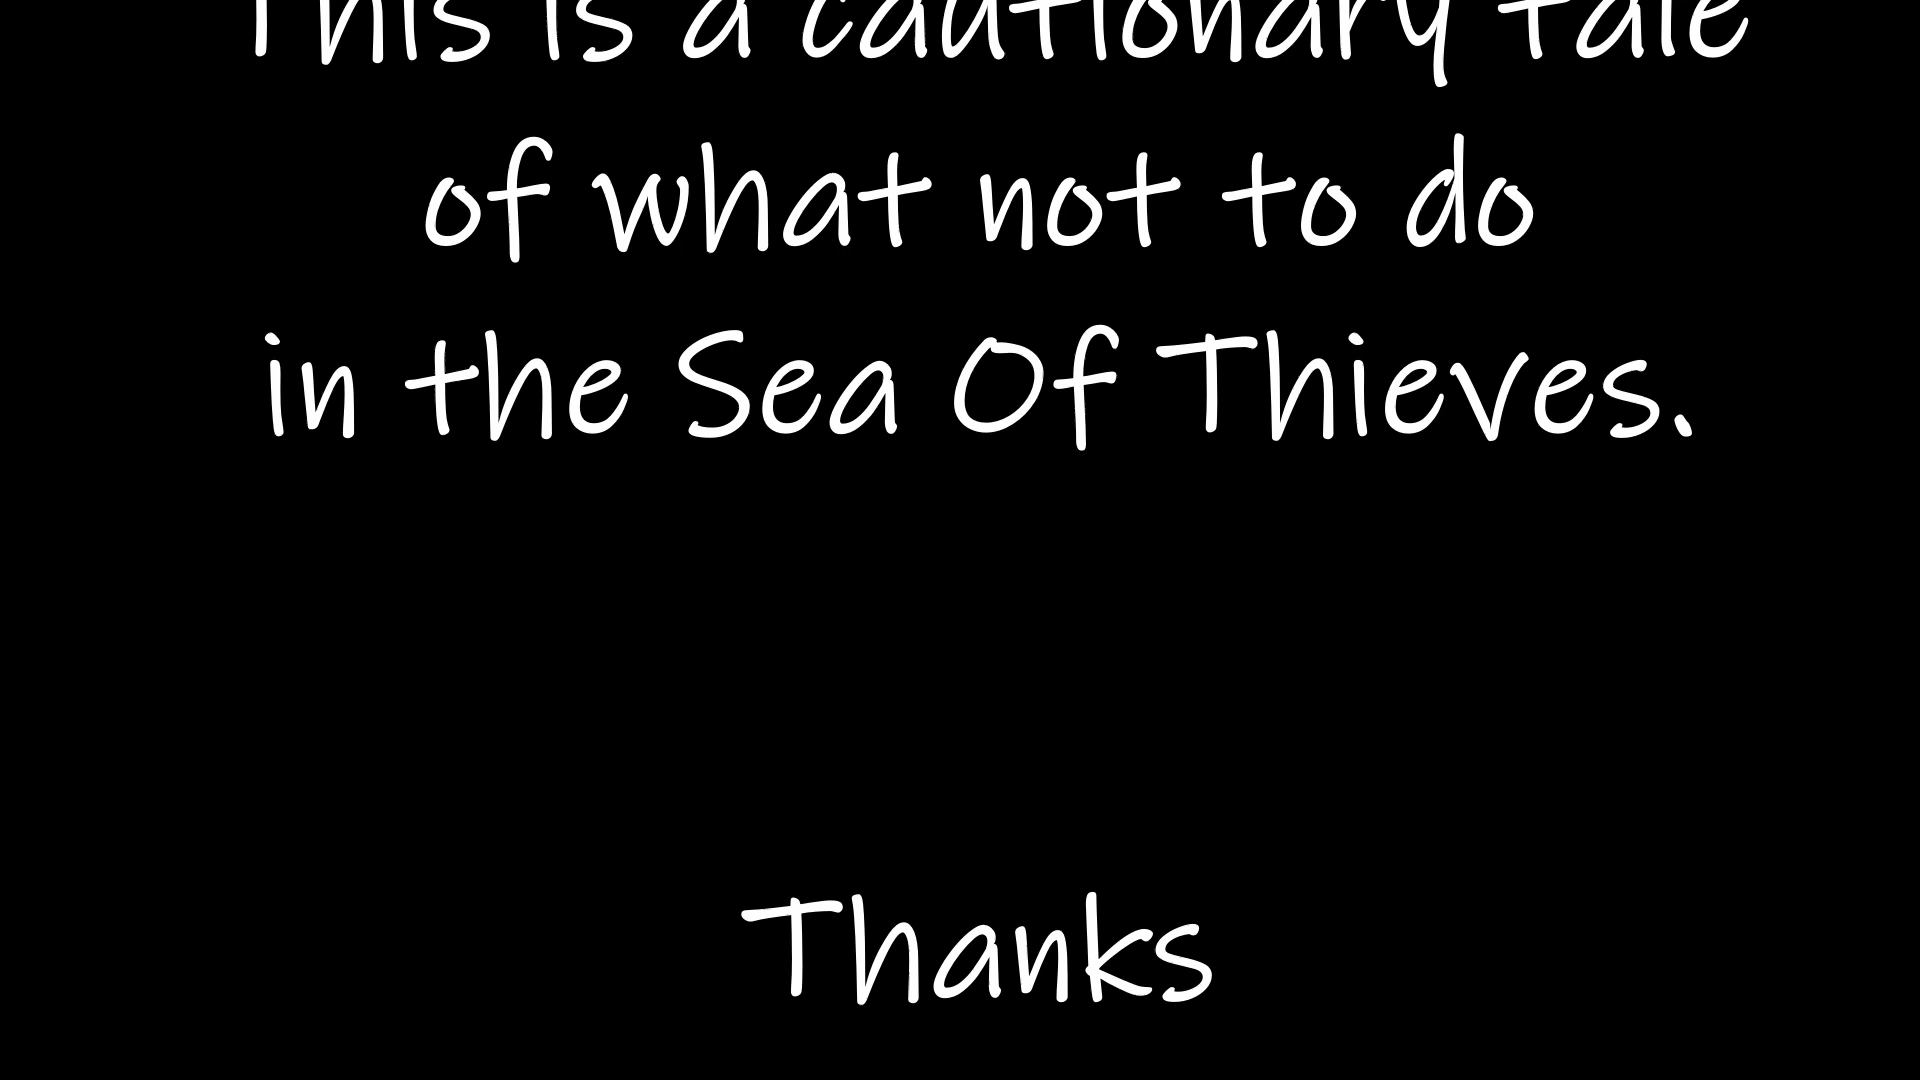 This is a cautionary tale
of what not to do
in the Sea Of Thieves.
Thanks